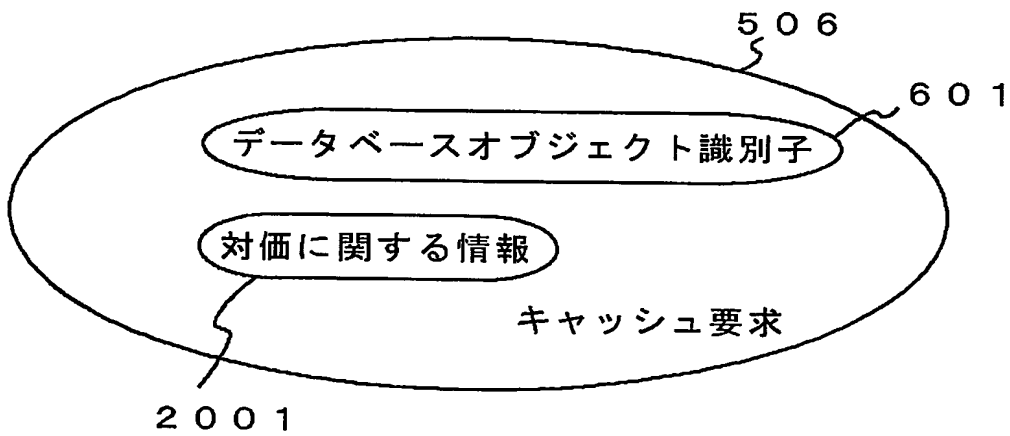 ５０６
６０１
データベースオブジェクト識別子
対価に関する情報
キャッシュ要求
２００１